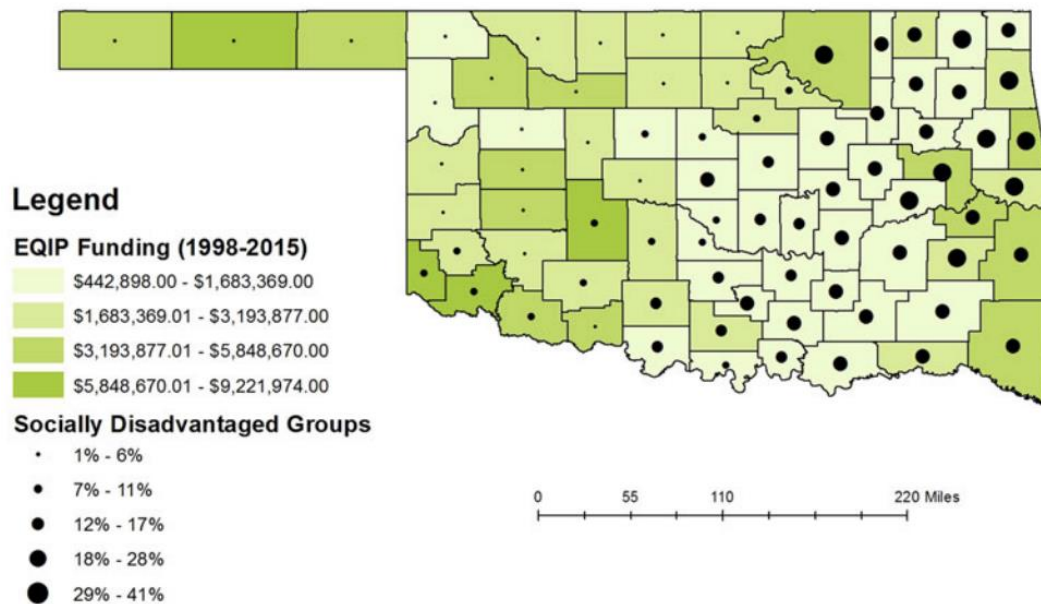 Legend
EQIP Funding (1998-2015)
$442,898.00 - $1,683,369.00
$1,683,369.01 - $3,193,877.00
$3,193,877.01 - $5,848,670.00
$5,848,670.01 - $9,221,974.00
Socially Disadvantaged Groups
1% - 6%
7% - 11%
12% - 17%
18% - 28%
29% - 41%
0 55 110 220 Miles